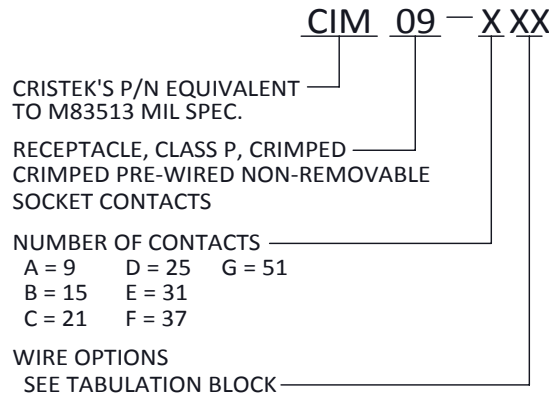 CIM 09 — X XX
CRISTEK'S P/N EQUIVALENT
TO M83513 MIL SPEC.
RECEPTACLE, CLASS P, CRIMPED
CRIMPED PRE-WIRED NON-REMOVABLE
SOCKET CONTACTS
NUMBER OF CONTACTS
A = 9 D = 25 G = 51
B = 15 E = 31
C = 21 F = 37
WIRE OPTIONS
SEE TABULATION BLOCK